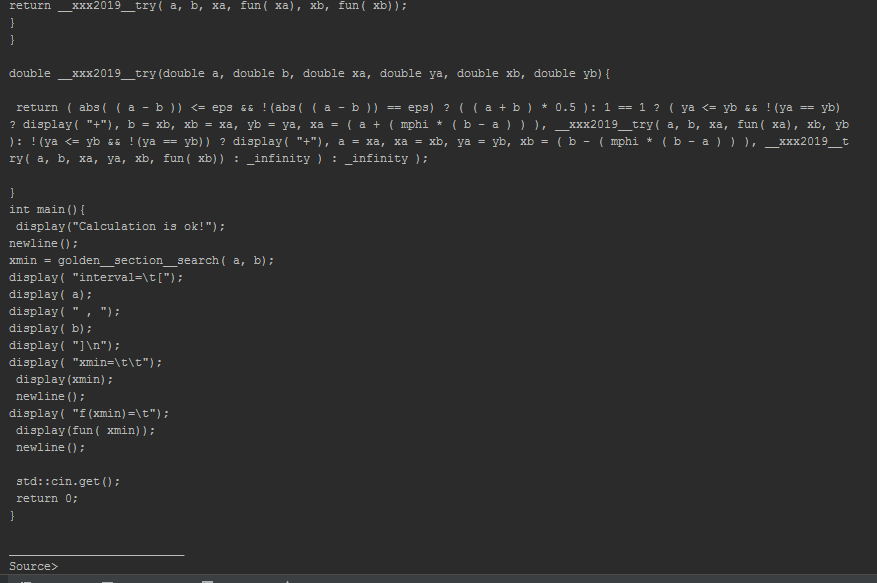 return __xxx2019__try( a, b, xa, fun( xa), xb, fun( xb));
}
}
double __xxx2019__try(double a, double b, double xa, double ya, double xb, double yb){
return ( abs( ( a - b )) <= eps && !(abs( ( a - b )) == eps) ? ( ( a + b ) * 0.5 ): 1 == 1 ? ( ya <= yb && !(ya == yb)
? display( "+"), b = xb, xb = xa, yb = ya, xa = ( a + ( mphi * ( b - a ) ) ), __xxx2019__try( a, b, xa, fun( xa), xb, yb
): !(ya <= yb && !(ya == yb)) ? display( "+"), a = xa, xa = xb, ya = yb, xb = ( b - ( mphi * ( b - a ) ) ), __xxx2019__t
ry( a, b, xa, ya, xb, fun( xb)) : _infinity ) : _infinity );
}
int main(){
display("Calculation is ok!");
newline();
xmin = golden__section__search( a, b);
display( "interval=\t[");
display( a);
display( " , ");
display( b);
display( "]\n");
display( "xmin=\t\t");
display(xmin);
newline();
display( "f(xmin)=\t");
display(fun( xmin));
newline();
std::cin.get();
return 0;
}
Source>